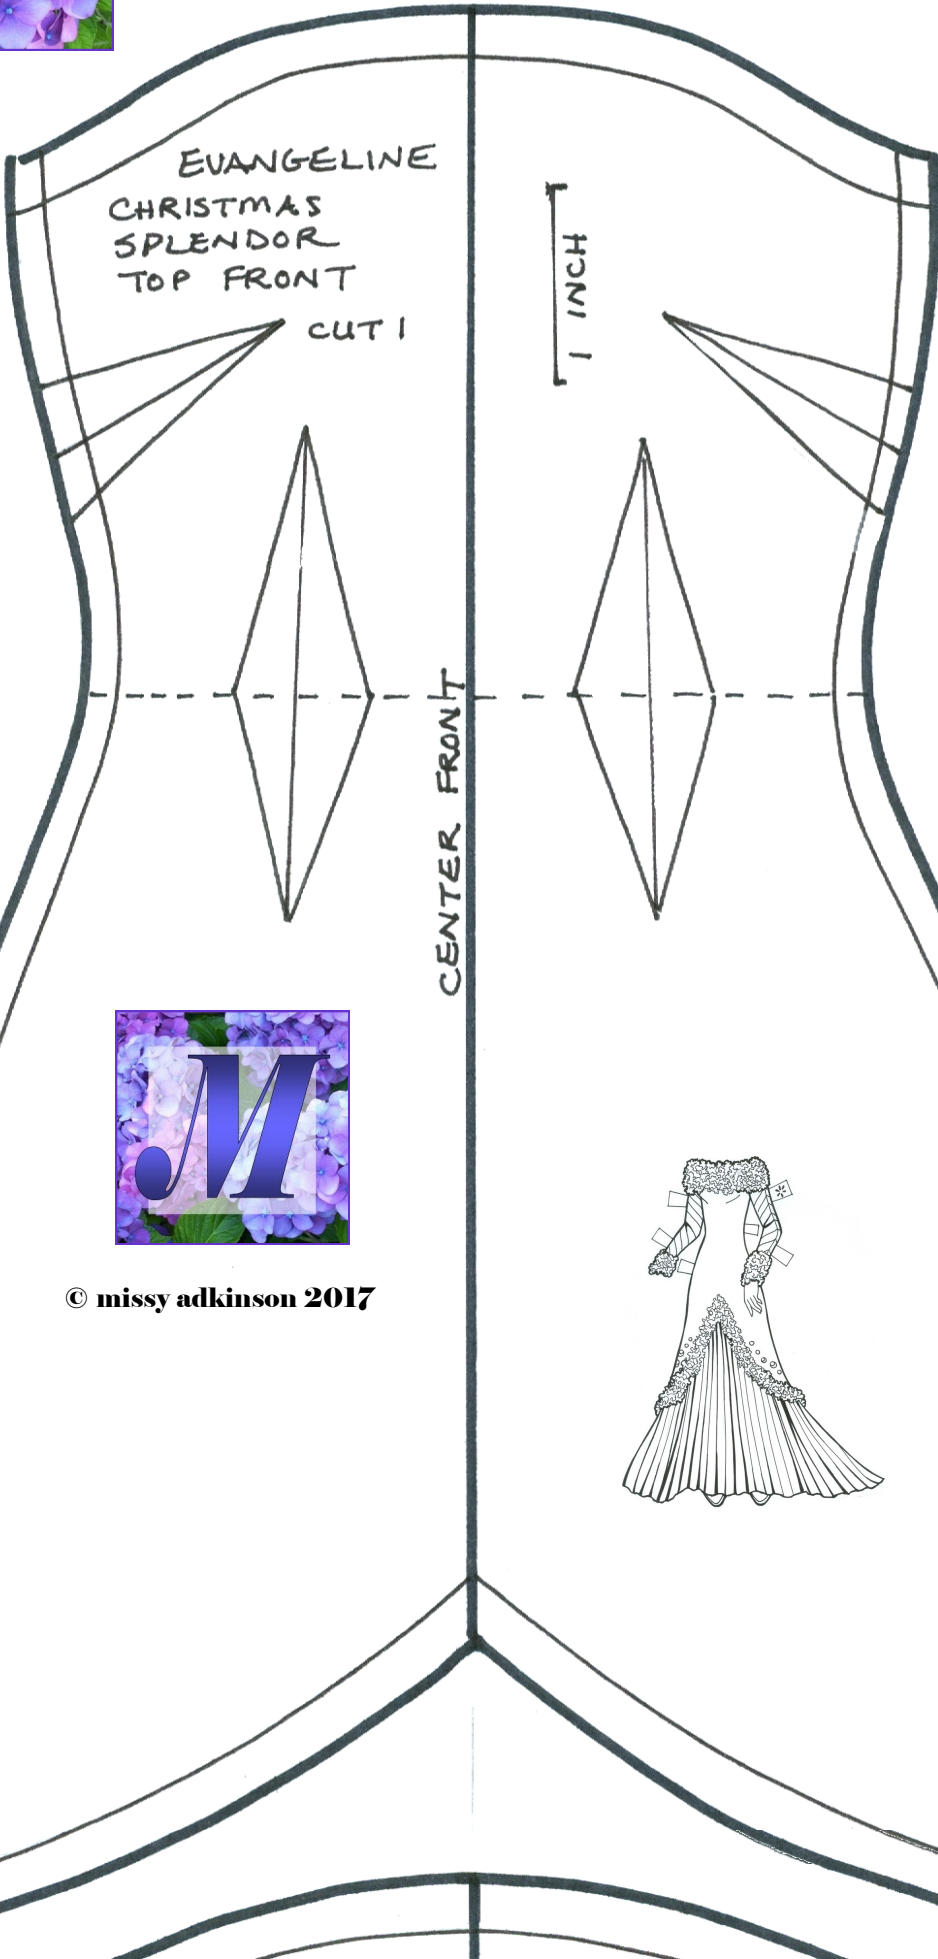 EVANGELINE
CHRISTMAS
SPLENDOR
TOP FRONT
CUT 1
1 INCH
CENTER FRONT
M
© missy adkinson 2017